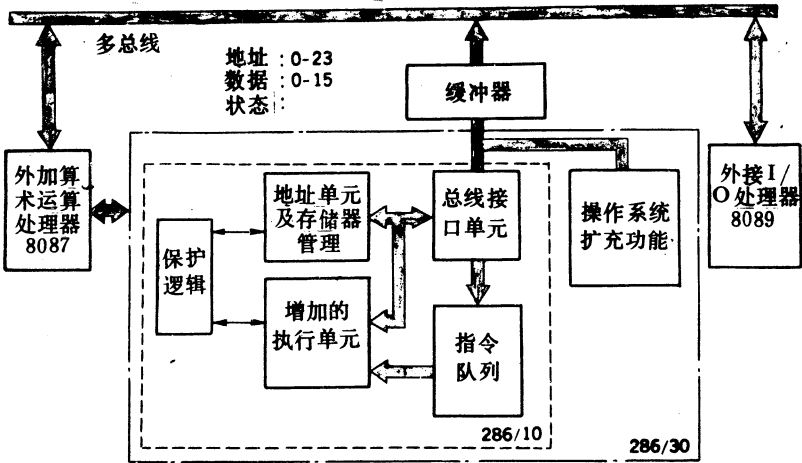 多总线
地址：0-23
数据：0-15
状态：
缓冲器
外加算
术运算
处理器
8087
地址单元
及存储器
管理
总线接
口单元
操作系统
扩充功能
外接I/
O处理器
8089
保护
逻辑
增加的
执行单元
指令
队列
286/10
286/30